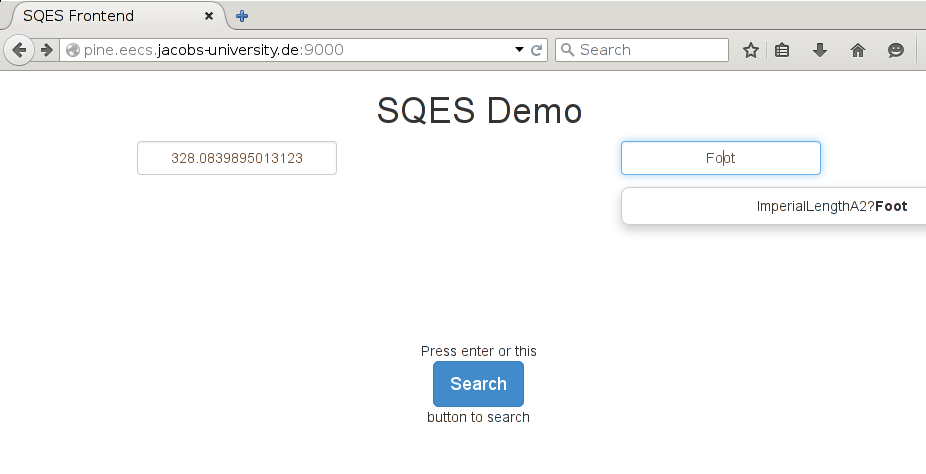 SQES Frontend
pine.eecs.jacobs-university.de:9000
Search
SQES Demo
328.0839895013123
Foot
ImperialLengthA2?Foot
Press enter or this
Search
button to search